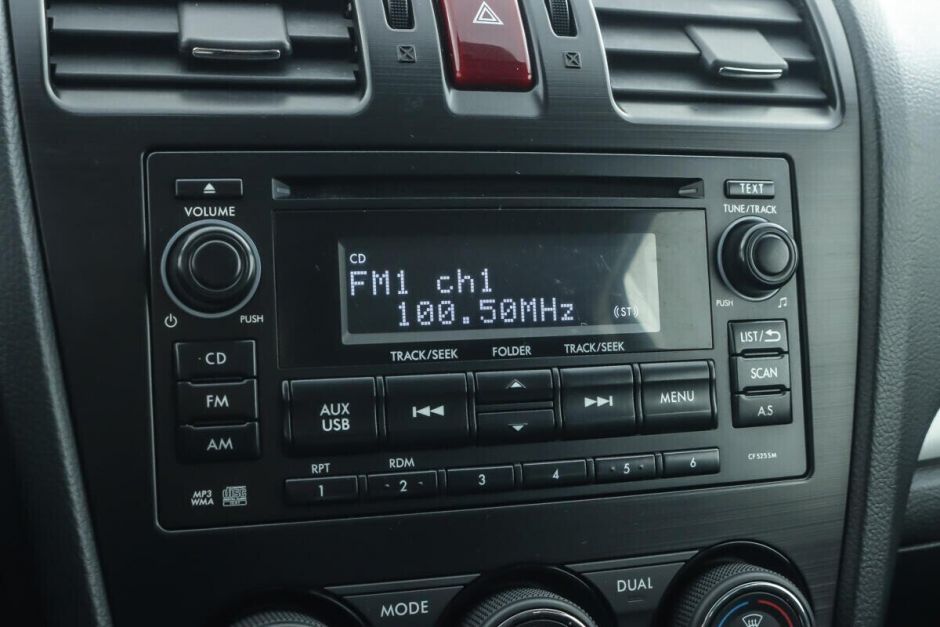 TEXT
VOLUME
TUNE/TRACK
CD
FM1 ch1
100.50MHz
((ST))
PUSH
PUSH
TRACK/SEEK
FOLDER
TRACK/SEEK
LIST/
CD
FM
AM
AUX
USB
MENU
SCAN
A.S
RPT
RDM
1
2
3
4
5
6
CF525SM
MP3
WMA
MODE
DUAL